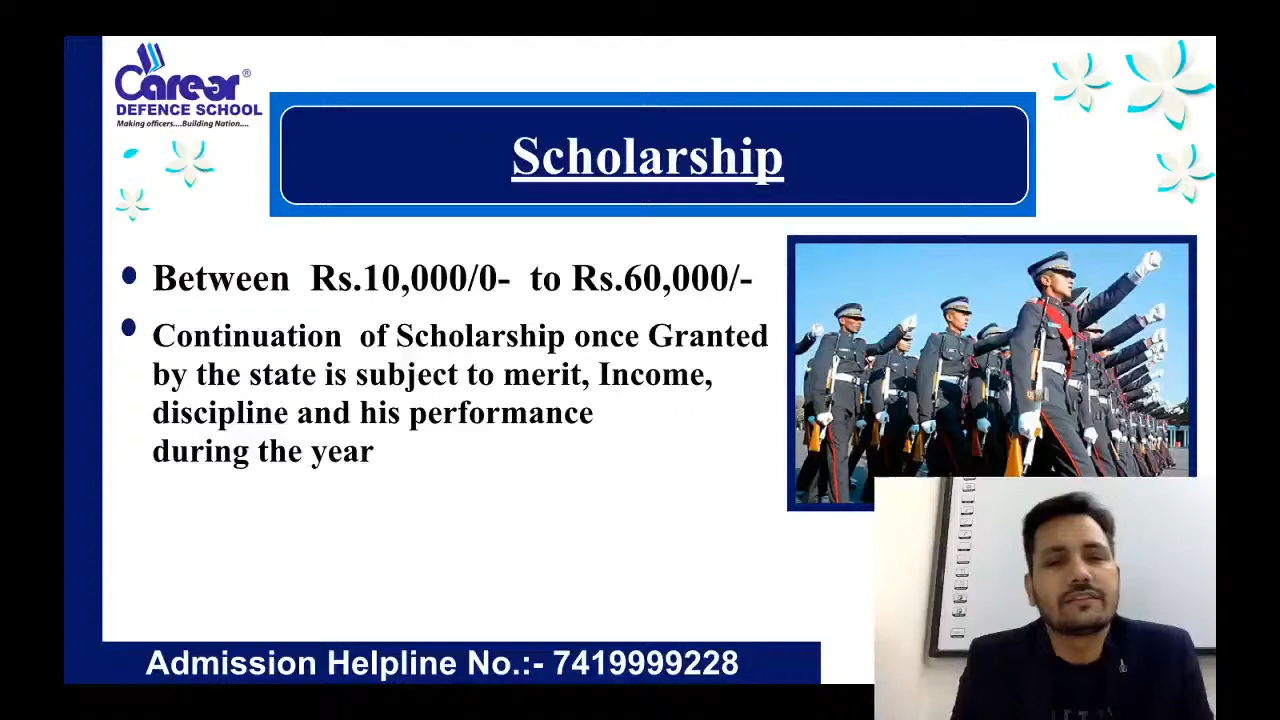 Career®
DEFENCE SCHOOL
Making officers....Building Nation....
Scholarship
Between Rs.10,000/0- to Rs.60,000/-
Continuation of Scholarship once Granted
by the state is subject to merit, Income,
discipline and his performance
during the year
Admission Helpline No.:- 7419999228